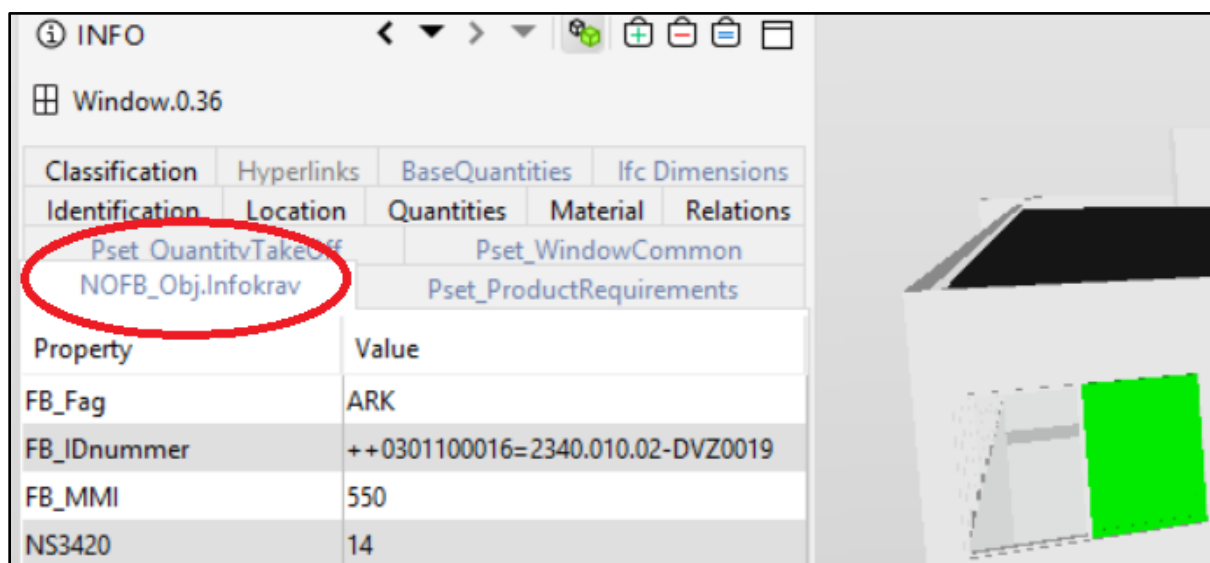 INFO
Window.0.36
Classification Hyperlinks BaseQuantities Ifc Dimensions
Identification Location Quantities Material Relations
Pset_QuantityTakeOff Pset_WindowCommon
NOFB_Obj.Infokrav Pset_ProductRequirements
Property Value
FB_Fag ARK
FB_IDnummer ++0301100016=2340.010.02-DVZ0019
FB_MMI 550
NS3420 14